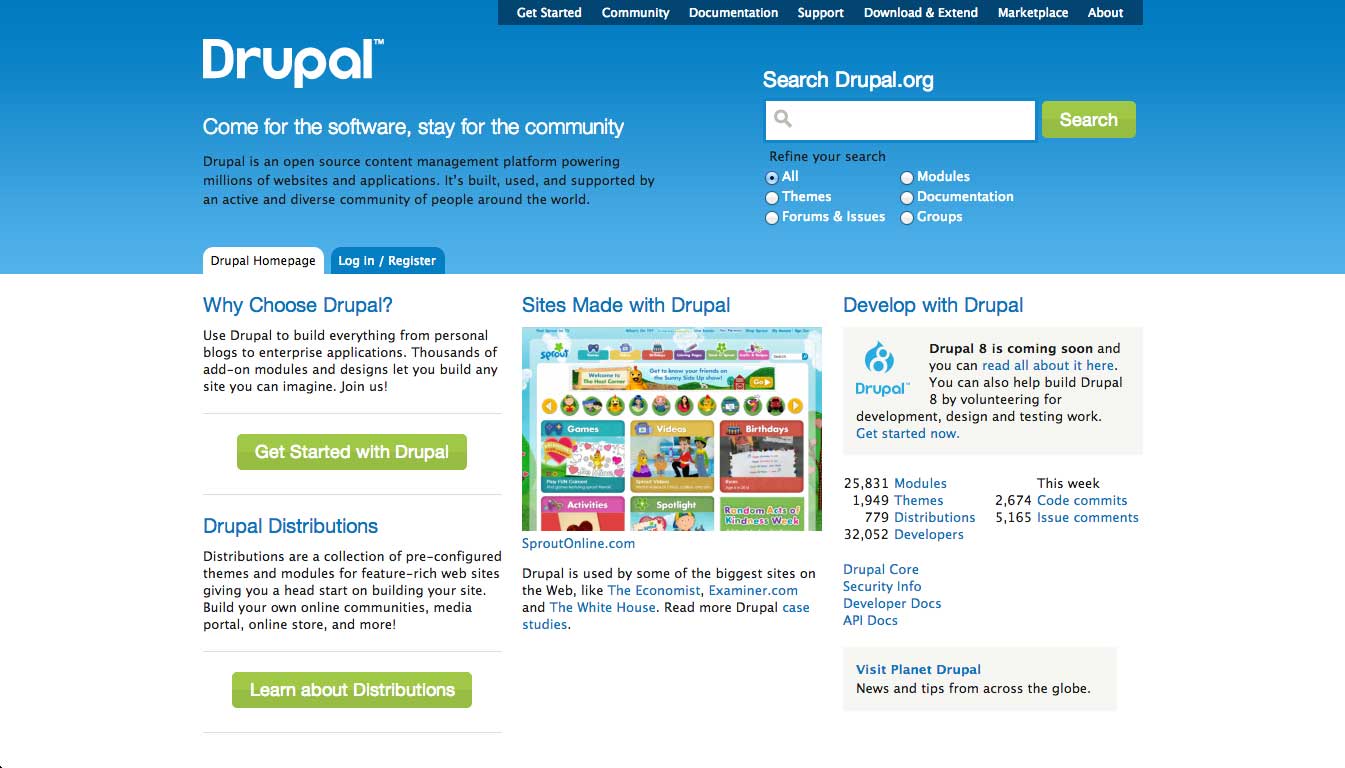 Get Started Community Documentation Support Download & Extend Marketplace About
Drupal™
Come for the software, stay for the community
Drupal is an open source content management platform powering
millions of websites and applications. It's built, used, and supported by
an active and diverse community of people around the world.
Search Drupal.org
Search
Refine your search
All Modules
Themes Documentation
Forums & Issues Groups
Drupal Homepage Log in / Register
Why Choose Drupal?
Use Drupal to build everything from personal
blogs to enterprise applications. Thousands of
add-on modules and designs let you build any
site you can imagine. Join us!
Get Started with Drupal
Drupal Distributions
Distributions are a collection of pre-configured
themes and modules for feature-rich web sites
giving you a head start on building your site.
Build your own online communities, media
portal, online store, and more!
Learn about Distributions
Sites Made with Drupal
sprout
Welcome to
The Host Corner
Get to know your friends
on the Sunny Side Up show!
Go
Games Videos Birthdays
Play FUN Games! Sprout Videos
Activities Spotlight Random Acts of
Kindness Week
SproutOnline.com
Drupal is used by some of the biggest sites on
the Web, like The Economist, Examiner.com
and The White House. Read more Drupal case
studies.
Develop with Drupal
Drupal™
Drupal 8 is coming soon and
you can read all about it here.
You can also help build Drupal
8 by volunteering for
development, design and testing work.
Get started now.
25,831 Modules This week
1,949 Themes 2,674 Code commits
779 Distributions 5,165 Issue comments
32,052 Developers
Drupal Core
Security Info
Developer Docs
API Docs
Visit Planet Drupal
News and tips from across the globe.